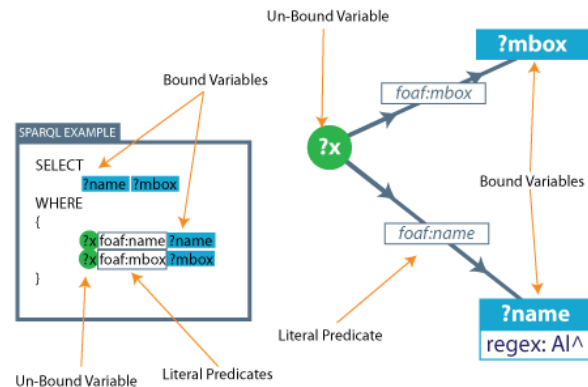 Un-Bound Variable
?mbox
foaf:mbox
Bound Variables
SPARQL EXAMPLE
SELECT
?name ?mbox
WHERE
{
?x foaf:name ?name
?x foaf:mbox ?mbox
}
Un-Bound Variable
Literal Predicates
?x
Bound Variables
foaf:name
Literal Predicate
?name
regex: Al^